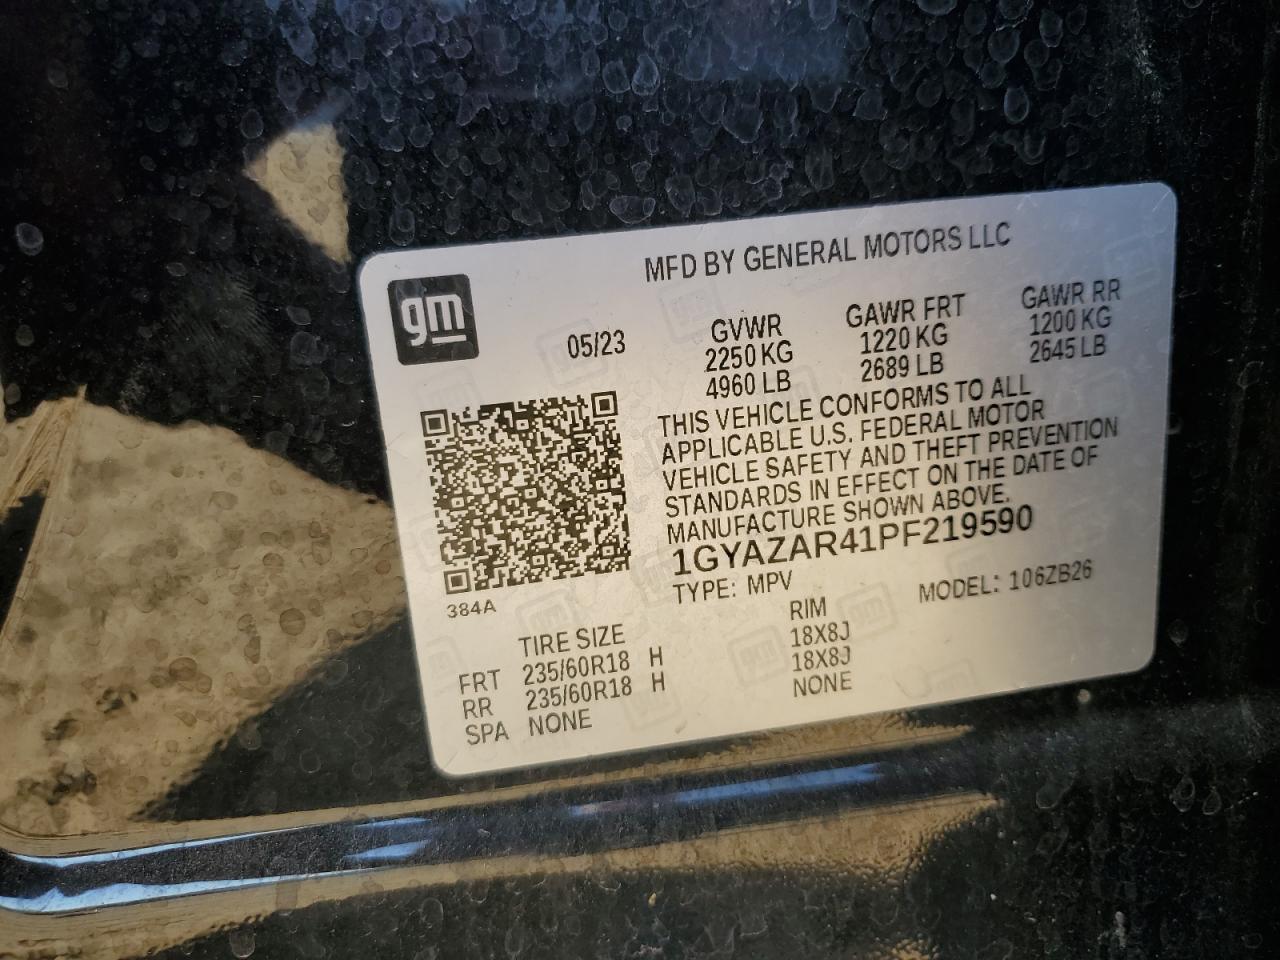 MFD BY GENERAL MOTORS LLC
gm
05/23
GVWR GAWR FRT GAWR RR
2250 KG 1220 KG 1200 KG
4960 LB 2689 LB 2645 LB
THIS VEHICLE CONFORMS TO ALL
APPLICABLE U.S. FEDERAL MOTOR
VEHICLE SAFETY AND THEFT PREVENTION
STANDARDS IN EFFECT ON THE DATE OF
MANUFACTURE SHOWN ABOVE.
1GYAZAR41PF219590
TYPE: MPV MODEL: 106ZB26
384A
TIRE SIZE RIM
FRT 235/60R18 H 18X8J
RR 235/60R18 H 18X8J
SPA NONE NONE